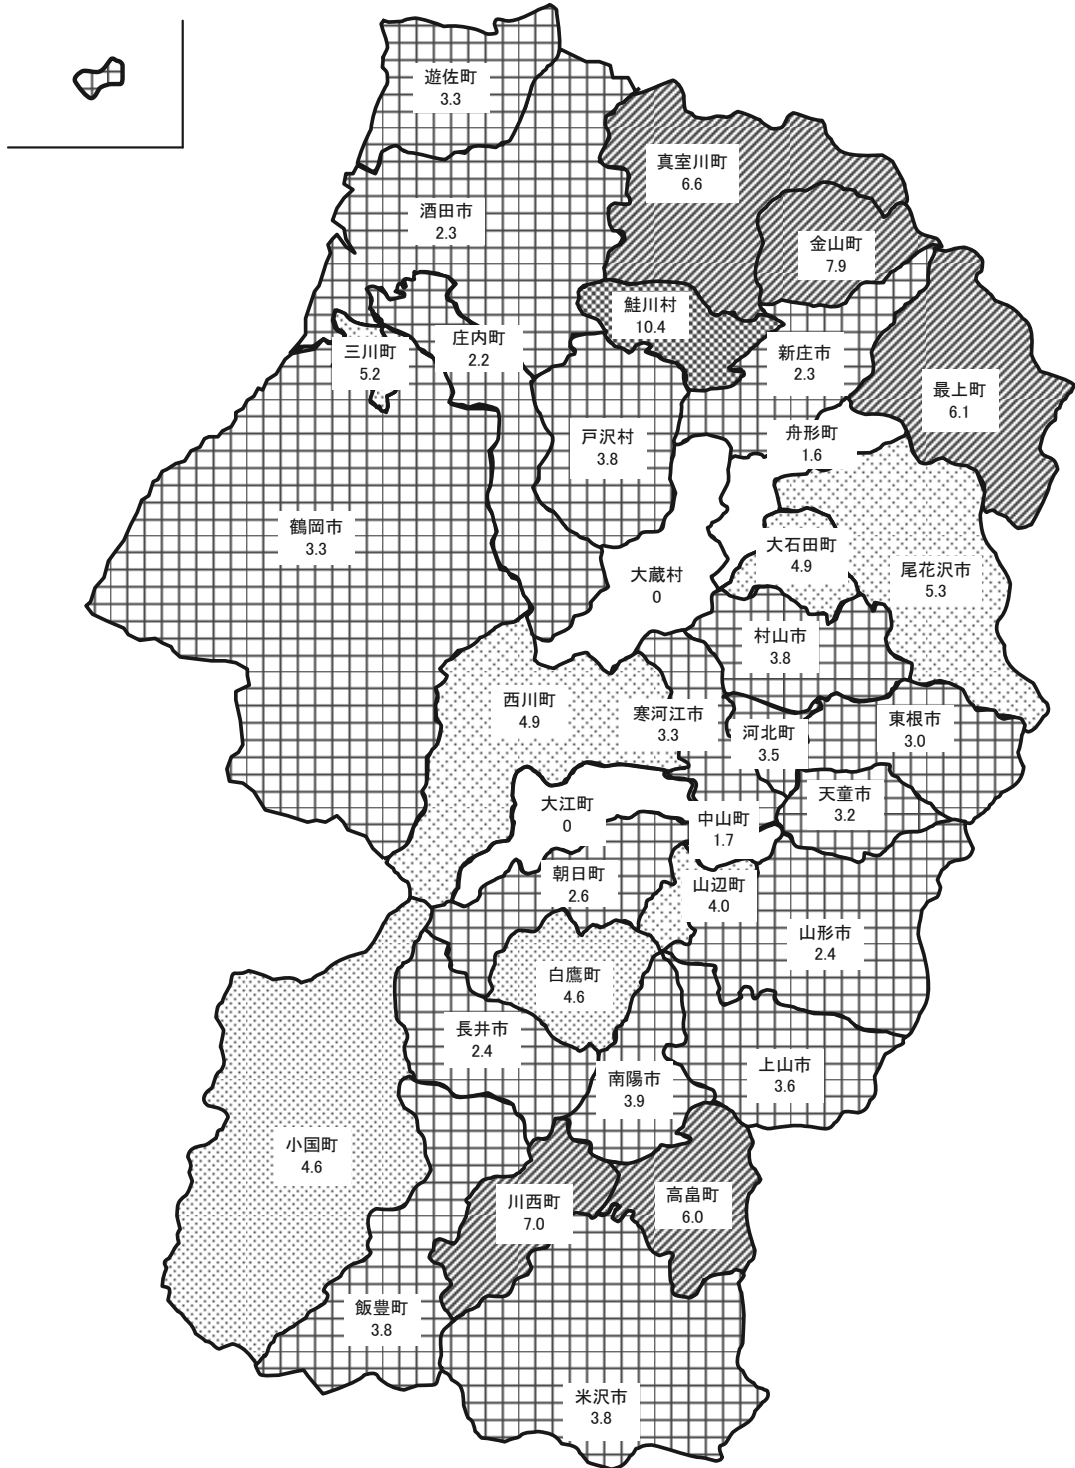 遊佐町
3.3
真室川町
6.6
酒田市
2.3
金山町
7.9
鮭川村
10.4
庄内町
2.2
三川町
5.2
新庄市
2.3
最上町
6.1
戸沢村
3.8
舟形町
1.6
鶴岡市
3.3
大石田町
4.9
大蔵村
0
尾花沢市
5.3
村山市
3.8
西川町
4.9
寒河江市
3.3
河北町
3.5
東根市
3.0
大江町
0
天童市
3.2
中山町
1.7
朝日町
2.6
山辺町
4.0
山形市
2.4
白鷹町
4.6
長井市
2.4
南陽市
3.9
上山市
3.6
小国町
4.6
川西町
7.0
高畠町
6.0
飯豊町
3.8
米沢市
3.8